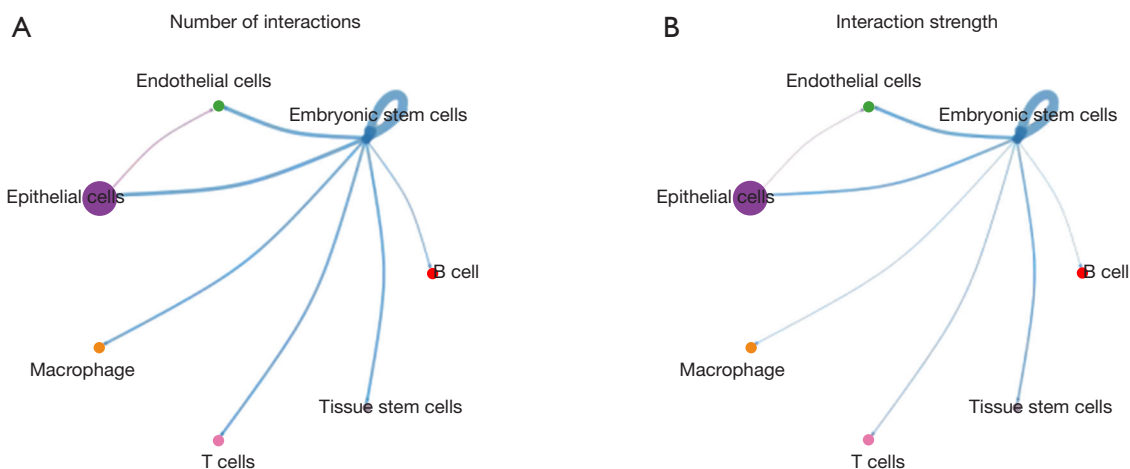 A
Number of interactions
Endothelial cells
Embryonic stem cells
Epithelial cells
B cell
Macrophage
Tissue stem cells
T cells
B
Interaction strength
Endothelial cells
Embryonic stem cells
Epithelial cells
B cell
Macrophage
Tissue stem cells
T cells